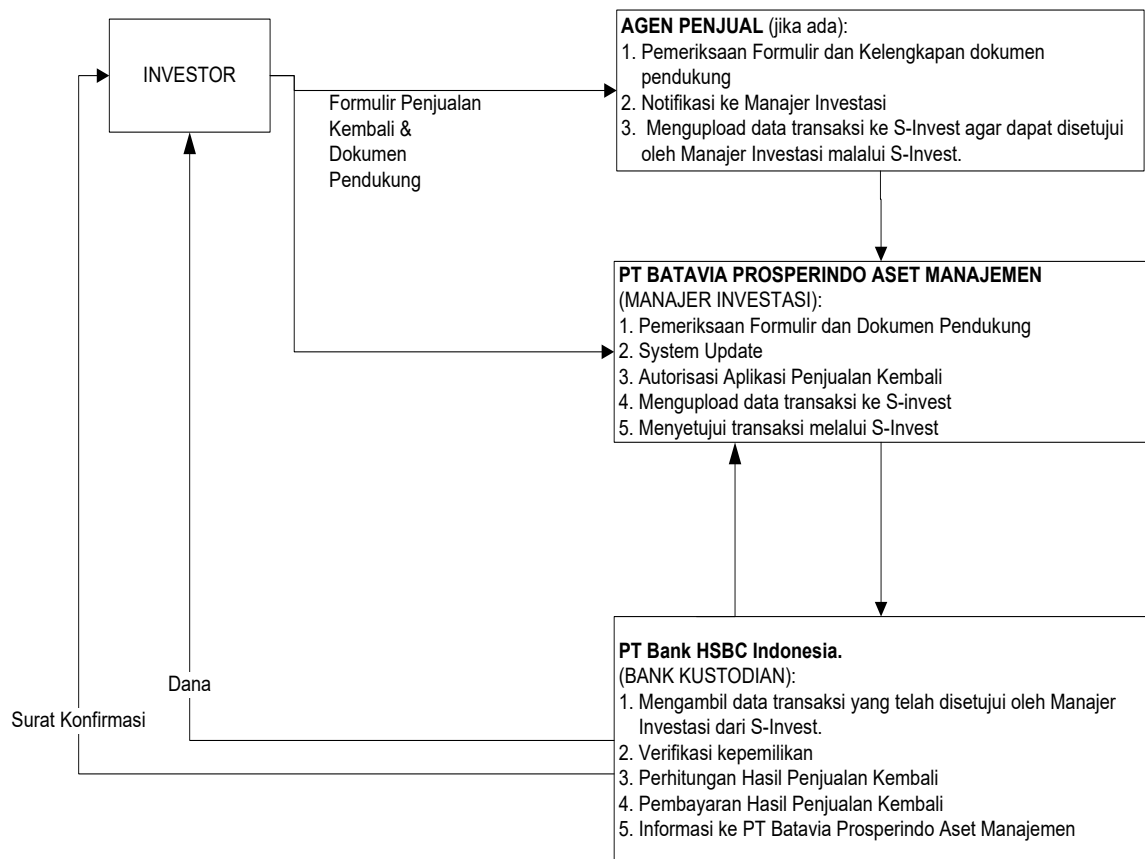 INVESTOR
Formulir Penjualan
Kembali &
Dokumen
Pendukung
AGEN PENJUAL (jika ada):
1. Pemeriksaan Formulir dan Kelengkapan dokumen
pendukung
2. Notifikasi ke Manajer Investasi
3. Mengupload data transaksi ke S-Invest agar dapat disetujui
oleh Manajer Investasi malalui S-Invest.
PT BATAVIA PROSPERINDO ASET MANAJEMEN
(MANAJER INVESTASI):
1. Pemeriksaan Formulir dan Dokumen Pendukung
2. System Update
3. Autorisasi Aplikasi Penjualan Kembali
4. Mengupload data transaksi ke S-invest
5. Menyetujui transaksi melalui S-Invest
PT Bank HSBC Indonesia.
(BANK KUSTODIAN):
1. Mengambil data transaksi yang telah disetujui oleh Manajer
Investasi dari S-Invest.
2. Verifikasi kepemilikan
3. Perhitungan Hasil Penjualan Kembali
4. Pembayaran Hasil Penjualan Kembali
5. Informasi ke PT Batavia Prosperindo Aset Manajemen
Dana
Surat Konfirmasi